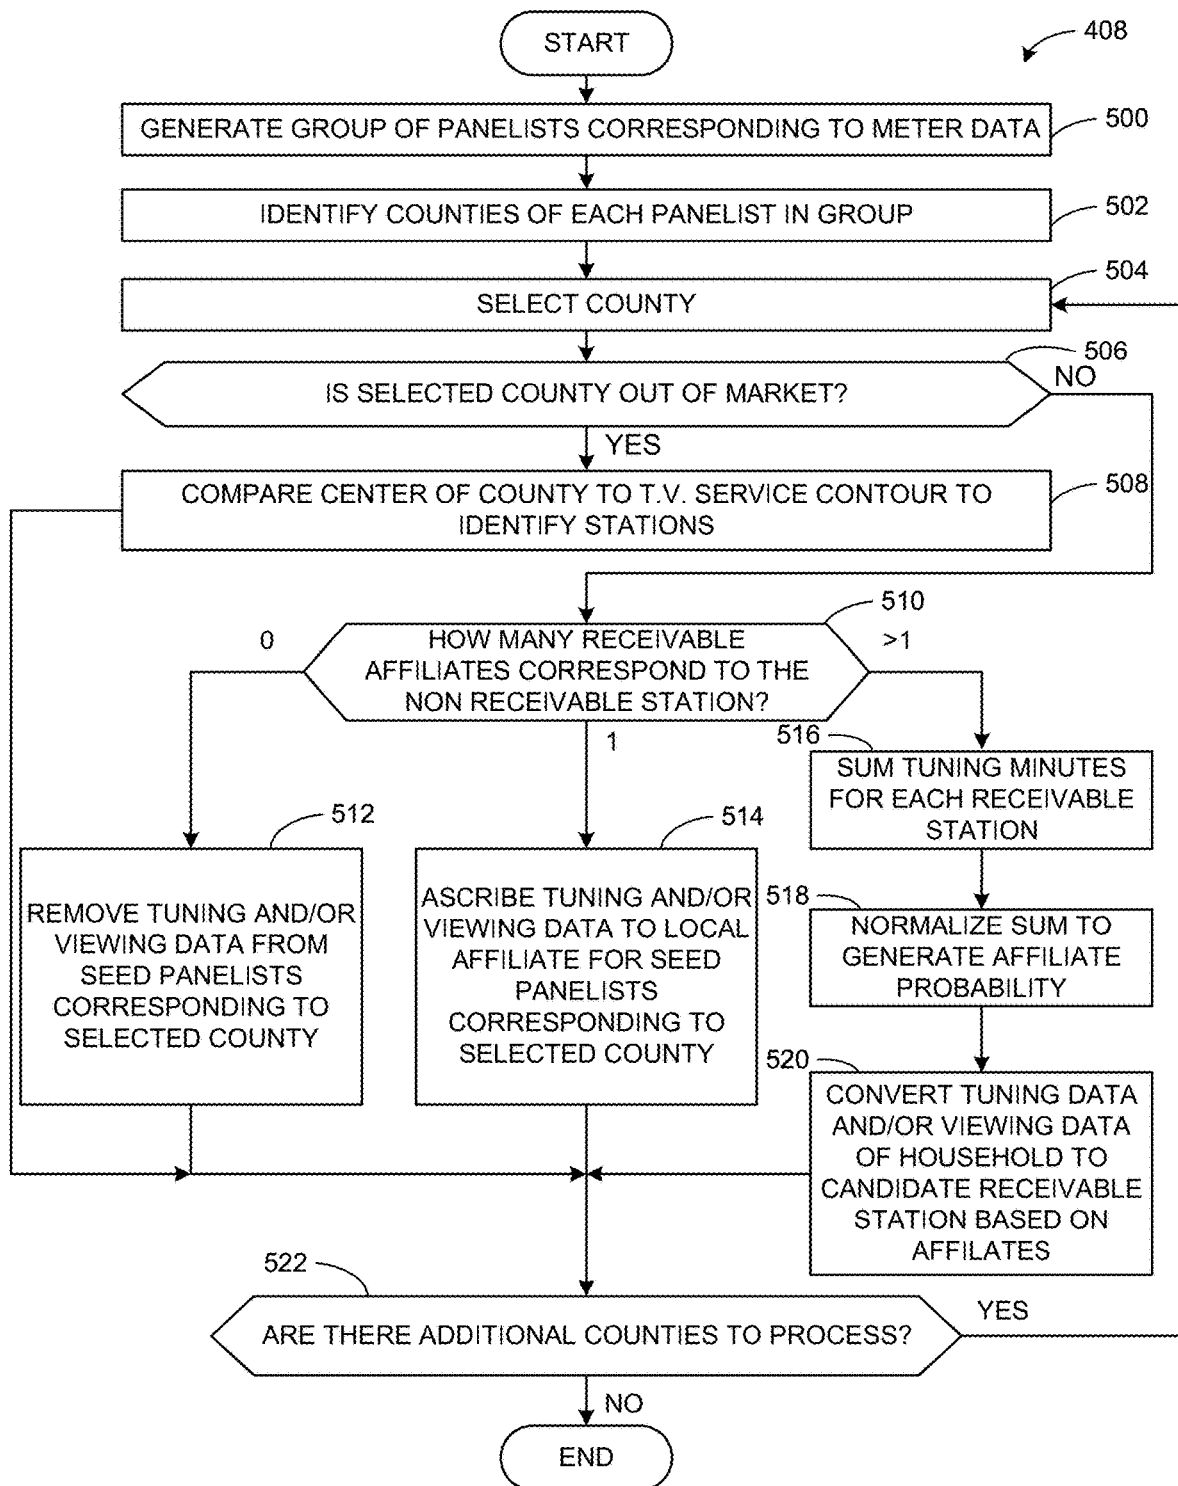 START
408
GENERATE GROUP OF PANELISTS CORRESPONDING TO METER DATA
500
IDENTIFY COUNTIES OF EACH PANELIST IN GROUP
502
504
SELECT COUNTY
506
IS SELECTED COUNTY OUT OF MARKET?
NO
YES
COMPARE CENTER OF COUNTY TO T.V. SERVICE CONTOUR TO
IDENTIFY STATIONS
508
510
0
HOW MANY RECEIVABLE
AFFILIATES CORRESPOND TO THE
NON RECEIVABLE STATION?
>1
1
516
SUM TUNING MINUTES
FOR EACH RECEIVABLE
STATION
512
REMOVE TUNING AND/OR
VIEWING DATA FROM
SEED PANELISTS
CORRESPONDING TO
SELECTED COUNTY
514
ASCRIBE TUNING AND/OR
VIEWING DATA TO LOCAL
AFFILIATE FOR SEED
PANELISTS
CORRESPONDING TO
SELECTED COUNTY
518
NORMALIZE SUM TO
GENERATE AFFILIATE
PROBABILITY
520
CONVERT TUNING DATA
AND/OR VIEWING DATA
OF HOUSEHOLD TO
CANDIDATE RECEIVABLE
STATION BASED ON
AFFILATES
522
ARE THERE ADDITIONAL COUNTIES TO PROCESS?
YES
NO
END